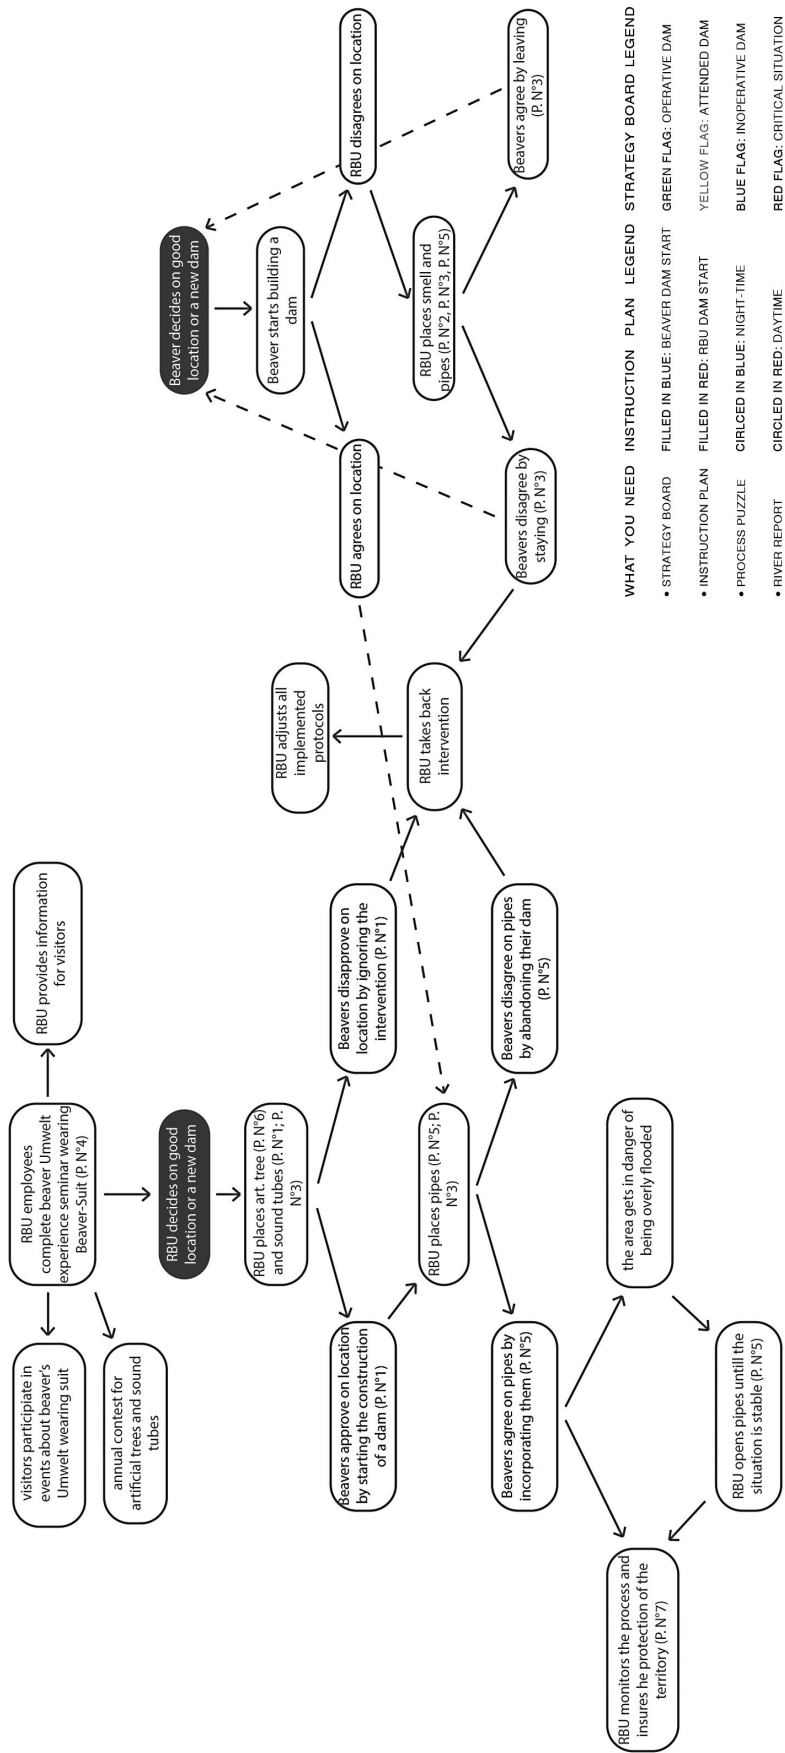 visitors participiate in
events about beaver's
Umwelt wearing suit
annual contest for
artificial trees and sound
tubes
RBU employees
complete beaver Umwelt
experience seminar wearing
Beaver-Suit (P. N°4)
RBU provides information
for visitors
RBU decides on good
location or a new dam
RBU places art. tree (P. N°6)
and sound tubes (P. N°1; P.
N°3)
Beavers approve on location
by starting the construction
of a dam (P. N°1)
Beavers disapprove on
location by ignoring the
intervention (P. N°1)
RBU places pipes (P. N°5; P.
N°3)
Beavers agree on pipes by
incorporating them (P. N°5)
Beavers disagree on pipes
by abandoning their dam
(P. N°5)
RBU monitors the process and
insures he protection of the
territory (P. N°7)
the area gets in danger of
being overly flooded
RBU opens pipes untill the
situation is stable (P. N°5)
RBU adjusts all
implemented
protocols
RBU takes back
intervention
Beaver decides on good
location or a new dam
Beaver starts building a
dam
RBU agrees on location
RBU disagrees on location
RBU places smell and
pipes (P. N°2, P. N°3, P. N°5)
Beavers disagree by
staying (P. N°3)
Beavers agree by leaving
(P. N°3)
WHAT YOU NEED
• STRATEGY BOARD
• INSTRUCTION PLAN
• PROCESS PUZZLE
• RIVER REPORT
INSTRUCTION PLAN LEGEND
FILLED IN BLUE: BEAVER DAM START
FILLED IN RED: RBU DAM START
CIRLCED IN BLUE: NIGHT-TIME
CIRCLED IN RED: DAYTIME
STRATEGY BOARD LEGEND
GREEN FLAG: OPERATIVE DAM
YELLOW FLAG: ATTENDED DAM
BLUE FLAG: INOPERATIVE DAM
RED FLAG: CRITICAL SITUATION